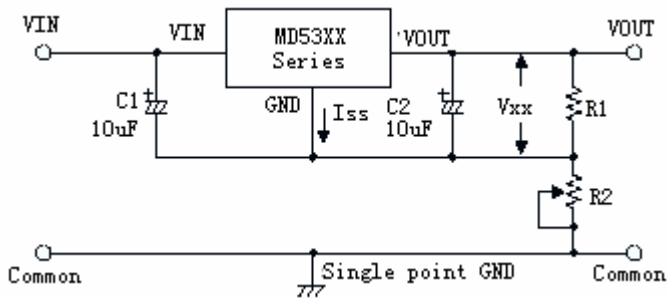 VIN
VIN
MD53XX
Series
VOUT
VOUT
GND
Iss
C1
10uF
C2
10uF
Vxx
R1
R2
Common
Single point GND
Common